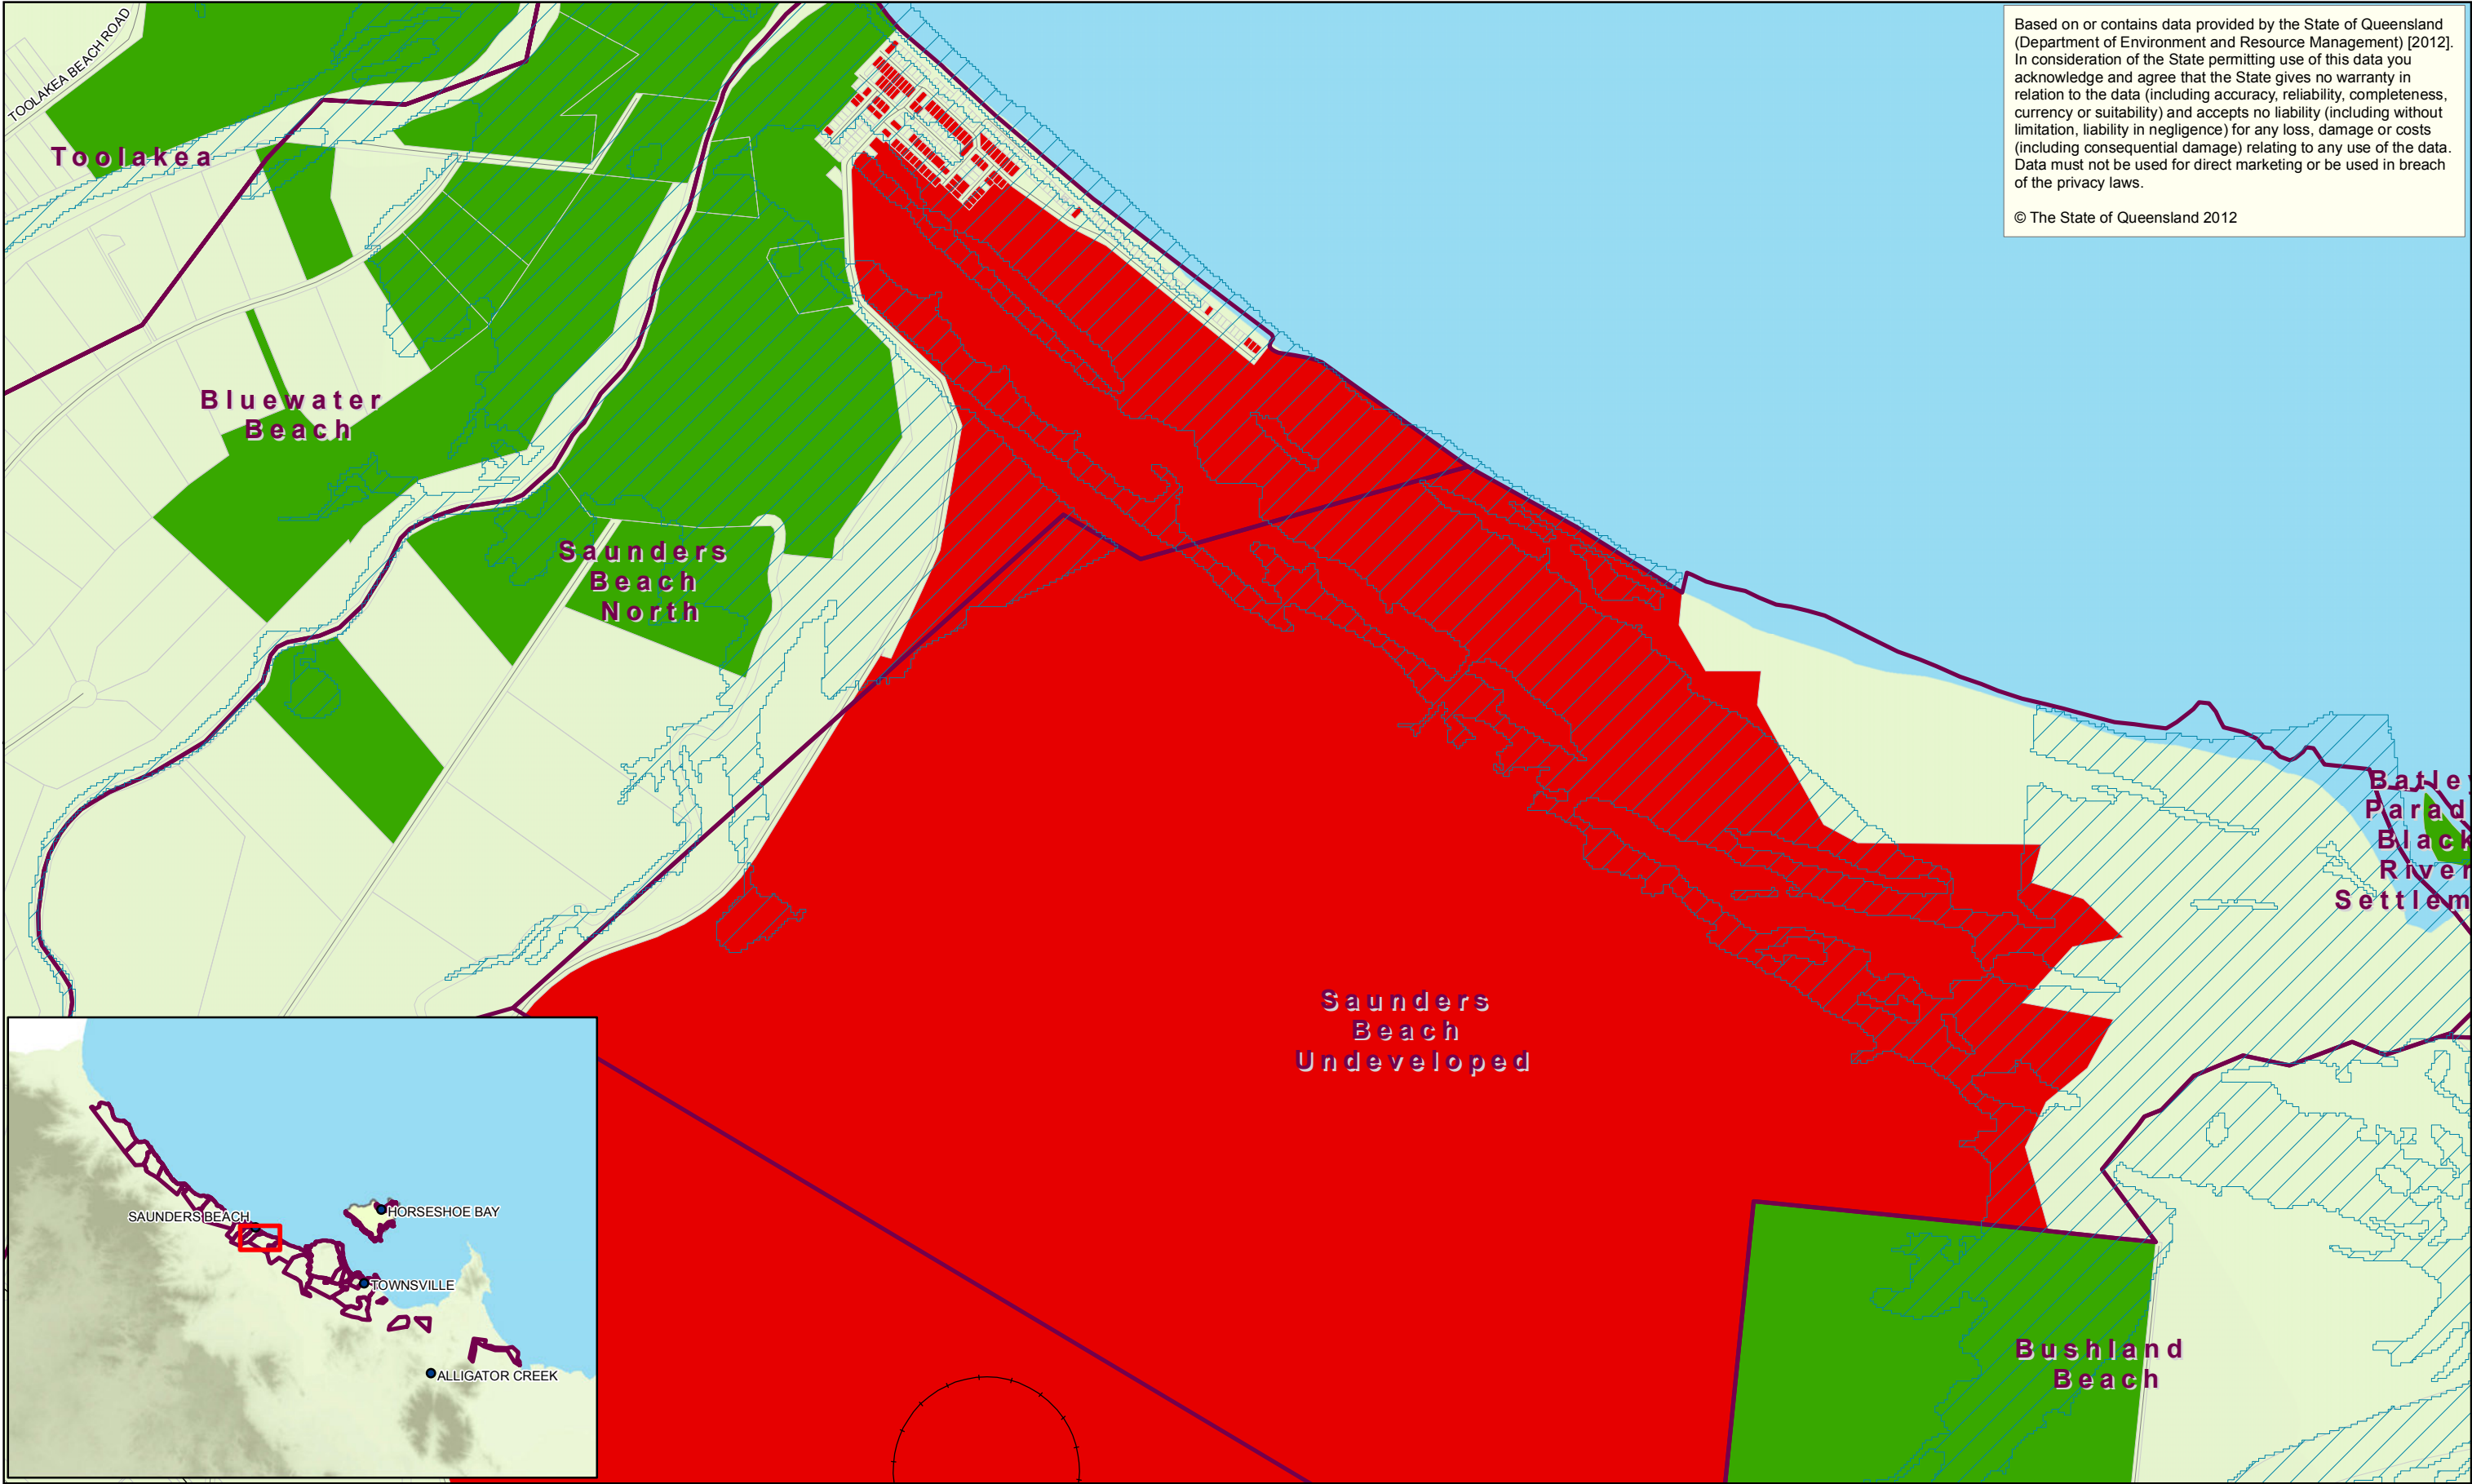 Based on or contains data provided by the State of Queensland
(Department of Environment and Resource Management) [2012].
In consideration of the State permitting use of this data you
acknowledge and agree that the State gives no warranty in
relation to the data (including accuracy, reliability, completeness,
currency or suitability) and accepts no liability (including without
limitation, liability in negligence) for any loss, damage or costs
(including consequential damage) relating to any use of the data.
Data must not be used for direct marketing or be used in breach
of the privacy laws.
© The State of Queensland 2012
TOOLAKEA BEACH ROAD
Toolakea
Bluewater
Beach
Saunders
Beach
North
Batley
Parad
Black
River
Settlem
Saunders
Beach
Undeveloped
Bushland
Beach
SAUNDERS BEACH
HORSESHOE BAY
TOWNSVILLE
ALLIGATOR CREEK